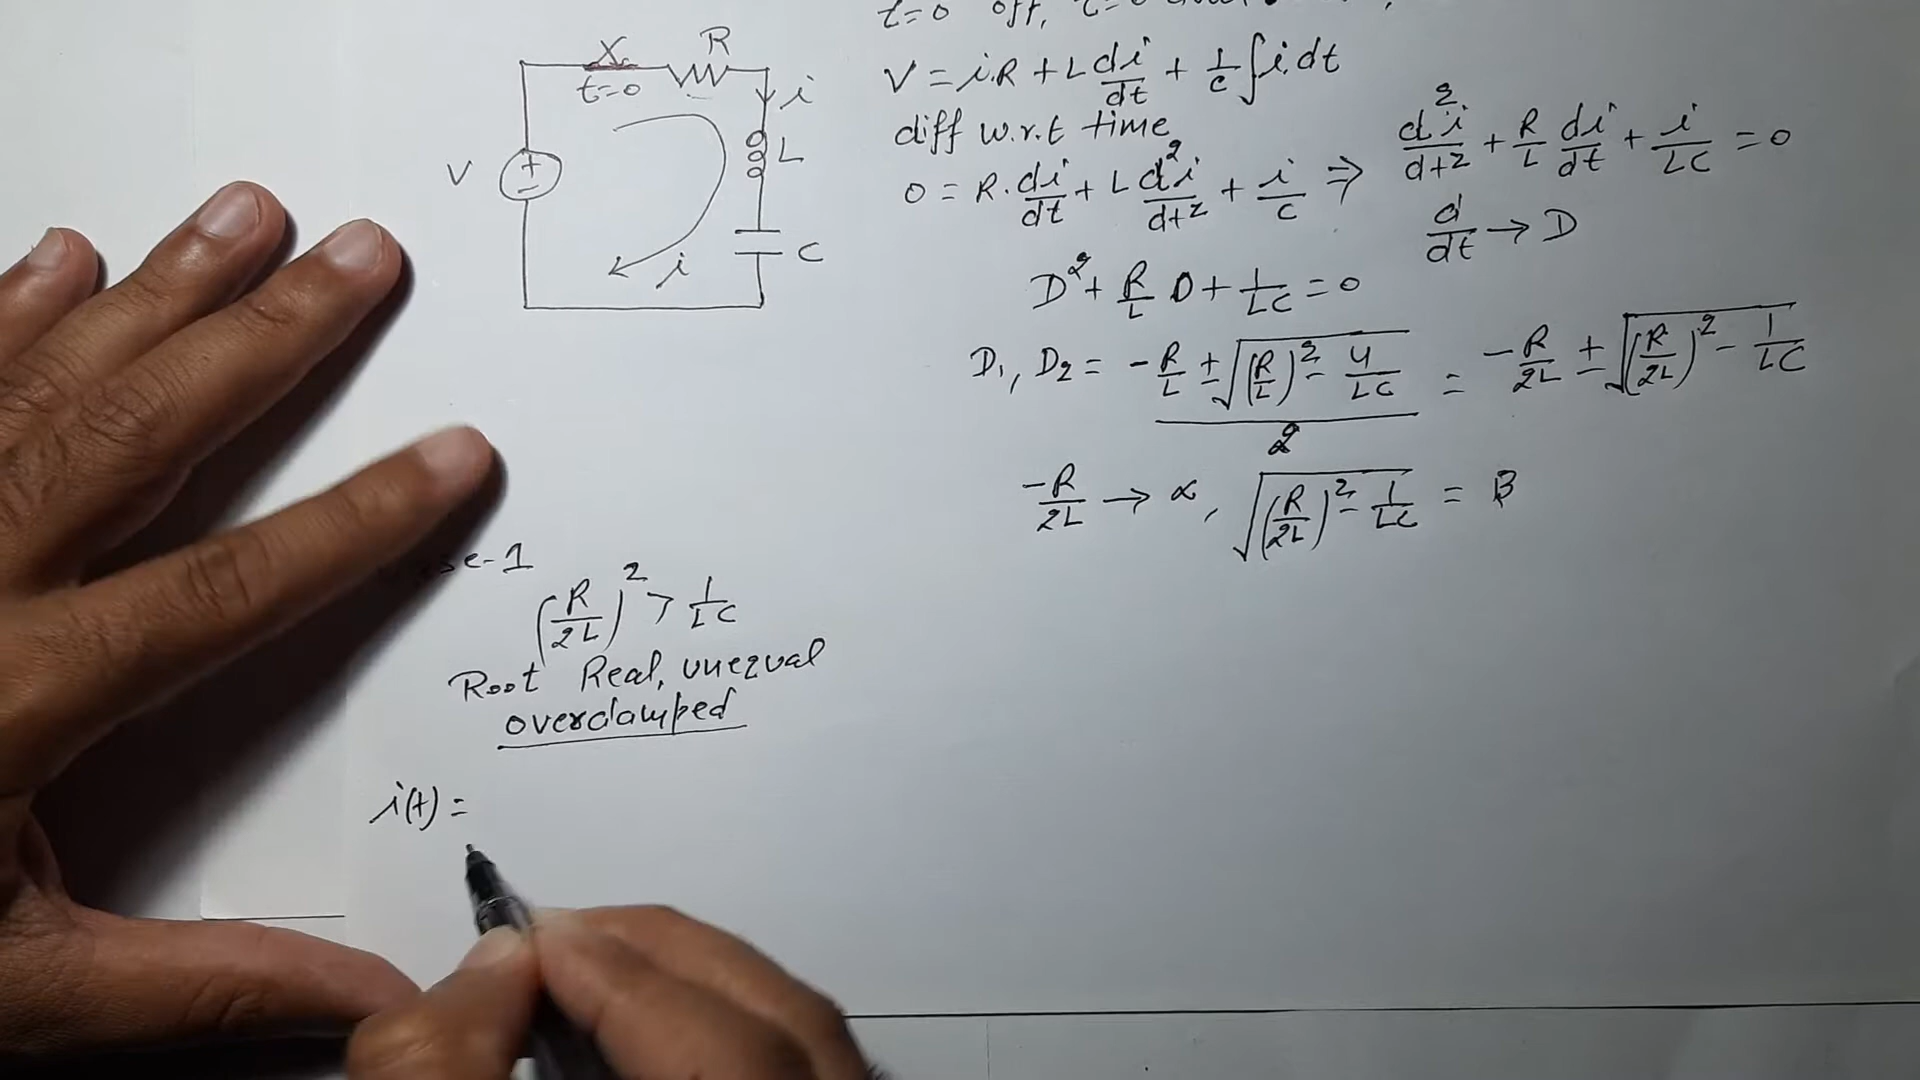 t=0 off,
X
t=0
R
i
L
V
+
-
C
i
V = i.R + L di/dt + 1/C ∫i.dt
diff w.r.t time
0 = R. di/dt + L d²i/dt² + i/C ⇒ d²i/dt² + R/L di/dt + i/LC = 0
d/dt → D
D² + R/L D + 1/LC = 0
D₁, D₂ = (-R/L ± √((R/L)² - 4/LC))/2 = -R/2L ± √((R/2L)² - 1/LC)
-R/2L → α, √((R/2L)² - 1/LC) = β
-1
(R/2L)² > 1/LC
Root Real, unequal
overdamped
i(t) =